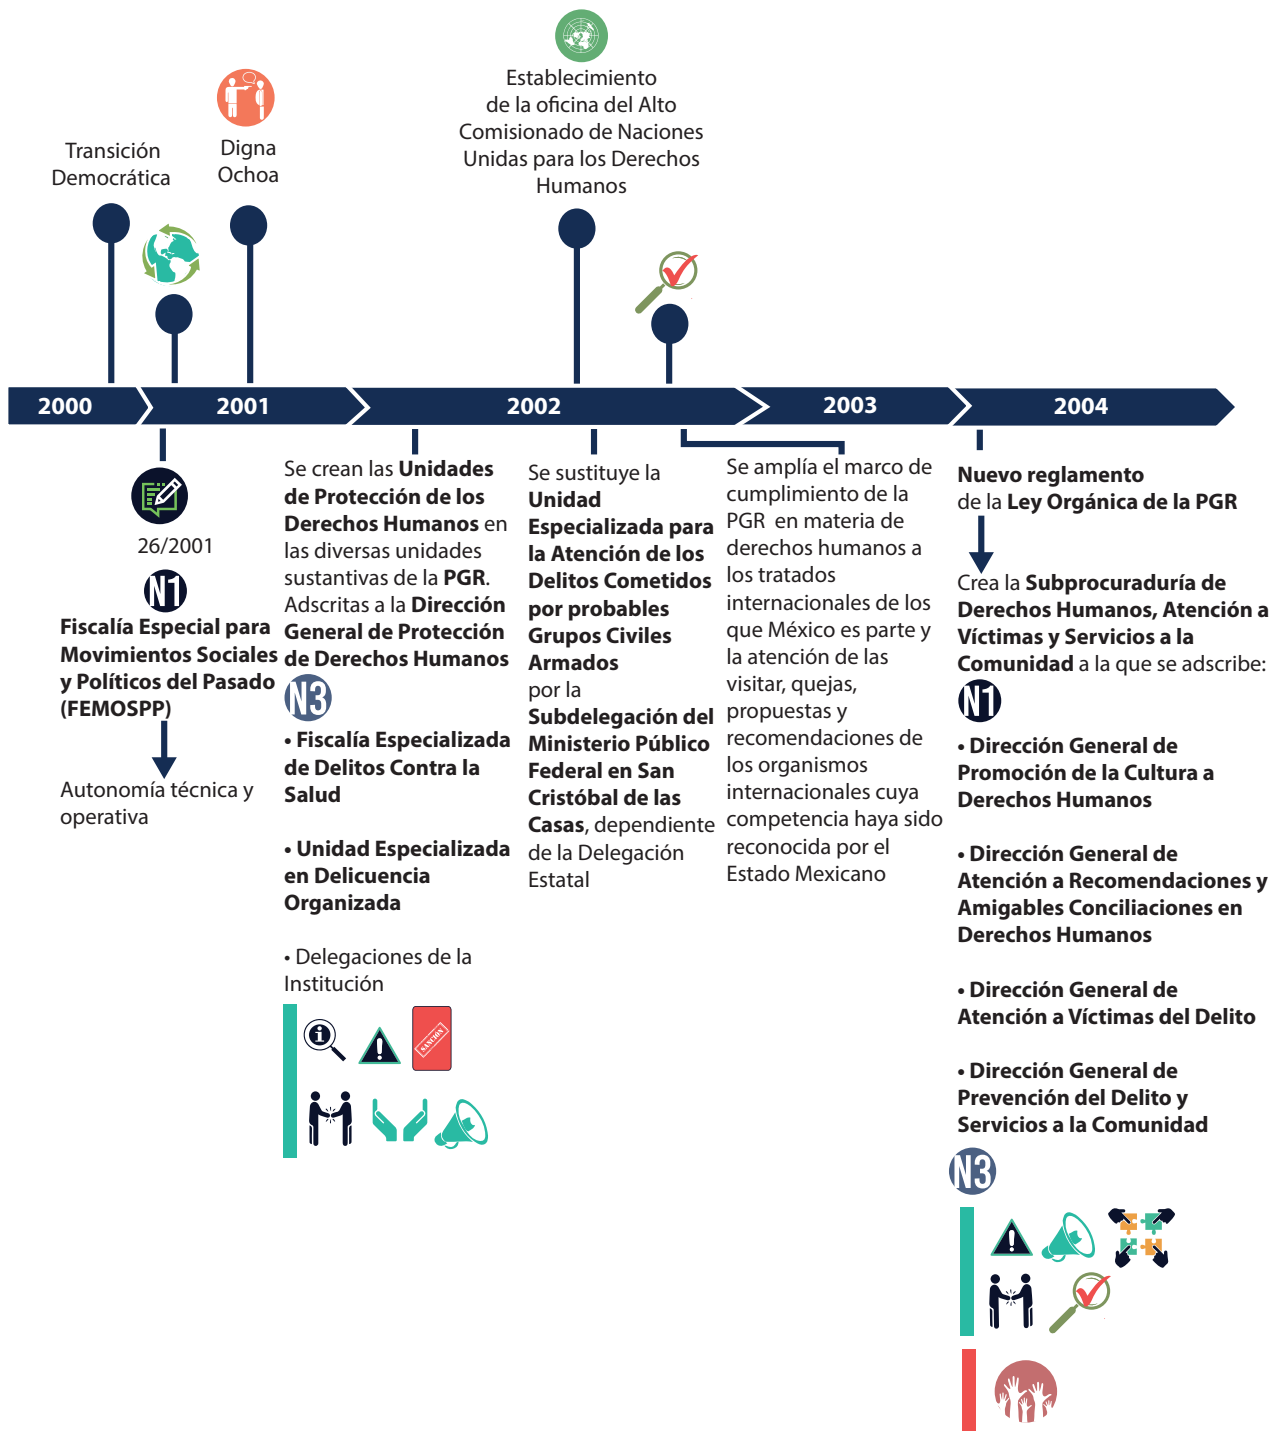 Transición
Democrática
Digna
Ochoa
Establecimiento
de la oficina del Alto
Comisionado de Naciones
Unidas para los Derechos
Humanos
2000
2001
2002
2003
2004
26/2001
N1
Fiscalía Especial para
Movimientos Sociales
y Políticos del Pasado
(FEMOSPP)
Autonomía técnica y
operativa
Se crean las Unidades
de Protección de los
Derechos Humanos en
las diversas unidades
sustantivas de la PGR.
Adscritas a la Dirección
General de Protección
de Derechos Humanos
N3
• Fiscalía Especializada
de Delitos Contra la
Salud
• Unidad Especializada
en Delicuencia
Organizada
• Delegaciones de la
Institución
SANCIÓN
Se sustituye la
Unidad
Especializada para
la Atención de los
Delitos Cometidos
por probables
Grupos Civiles
Armados
por la
Subdelegación del
Ministerio Público
Federal en San
Cristóbal de las
Casas, dependiente
de la Delegación
Estatal
Se amplía el marco de
cumplimiento de la
PGR en materia de
derechos humanos a
los tratados
internacionales de los
que México es parte y
la atención de las
visitar, quejas,
propuestas y
recomendaciones de
los organismos
internacionales cuya
competencia haya sido
reconocida por el
Estado Mexicano
Nuevo reglamento
de la Ley Orgánica de la PGR
Crea la Subprocuraduría de
Derechos Humanos, Atención a
Víctimas y Servicios a la
Comunidad a la que se adscribe:
N1
• Dirección General de
Promoción de la Cultura a
Derechos Humanos
• Dirección General de
Atención a Recomendaciones y
Amigables Conciliaciones en
Derechos Humanos
• Dirección General de
Atención a Víctimas del Delito
• Dirección General de
Prevención del Delito y
Servicios a la Comunidad
N3